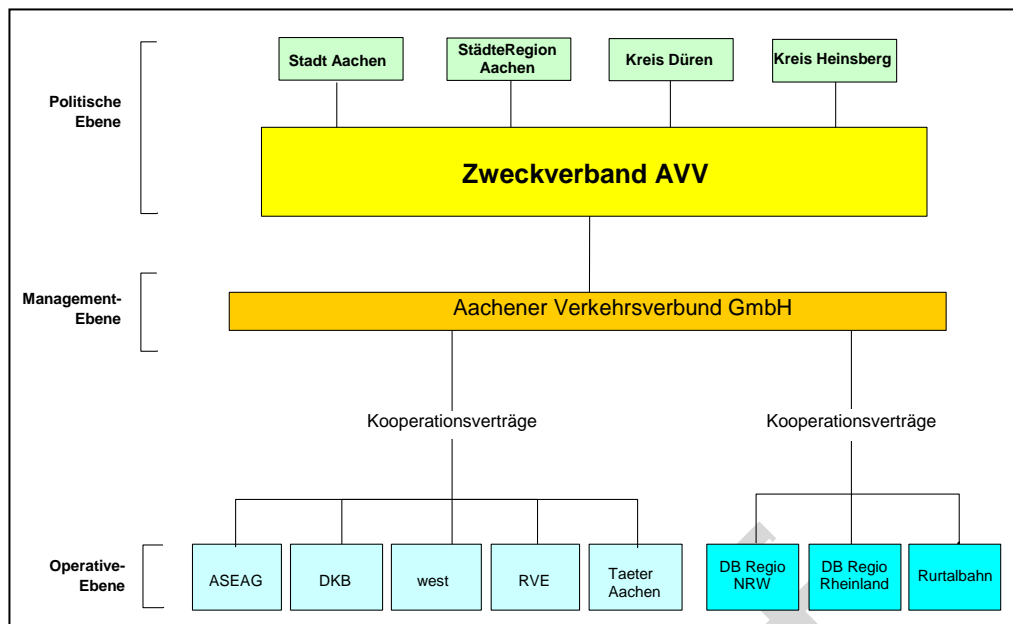 Stadt Aachen
StädteRegion
Aachen
Kreis Düren
Kreis Heinsberg
Politische
Ebene
Zweckverband AVV
Management-
Ebene
Aachener Verkehrsverbund GmbH
Kooperationsverträge
Kooperationsverträge
Operative-
Ebene
ASEAG
DKB
west
RVE
Taeter
Aachen
DB Regio
NRW
DB Regio
Rheinland
Rurtalbahn